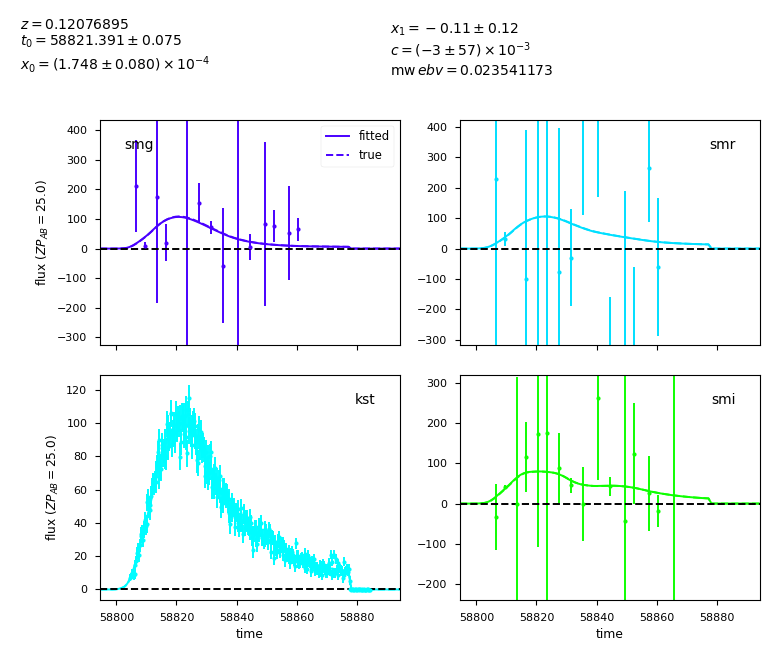 z = 0.12076895
t₀ = 58821.391 ± 0.075
x₀ = (1.748 ± 0.080) × 10⁻⁴
x₁ = −0.11 ± 0.12
c = (−3 ± 57) × 10⁻³
mw ebv = 0.023541173
smg
fitted
true
400
300
200
100
0
−100
−200
−300
flux (ZP_AB = 25.0)
smr
400
300
200
100
0
−100
−200
−300
kst
120
100
80
60
40
20
0
flux (ZP_AB = 25.0)
58800 58820 58840 58860 58880
time
smi
300
200
100
0
−100
−200
58800 58820 58840 58860 58880
time